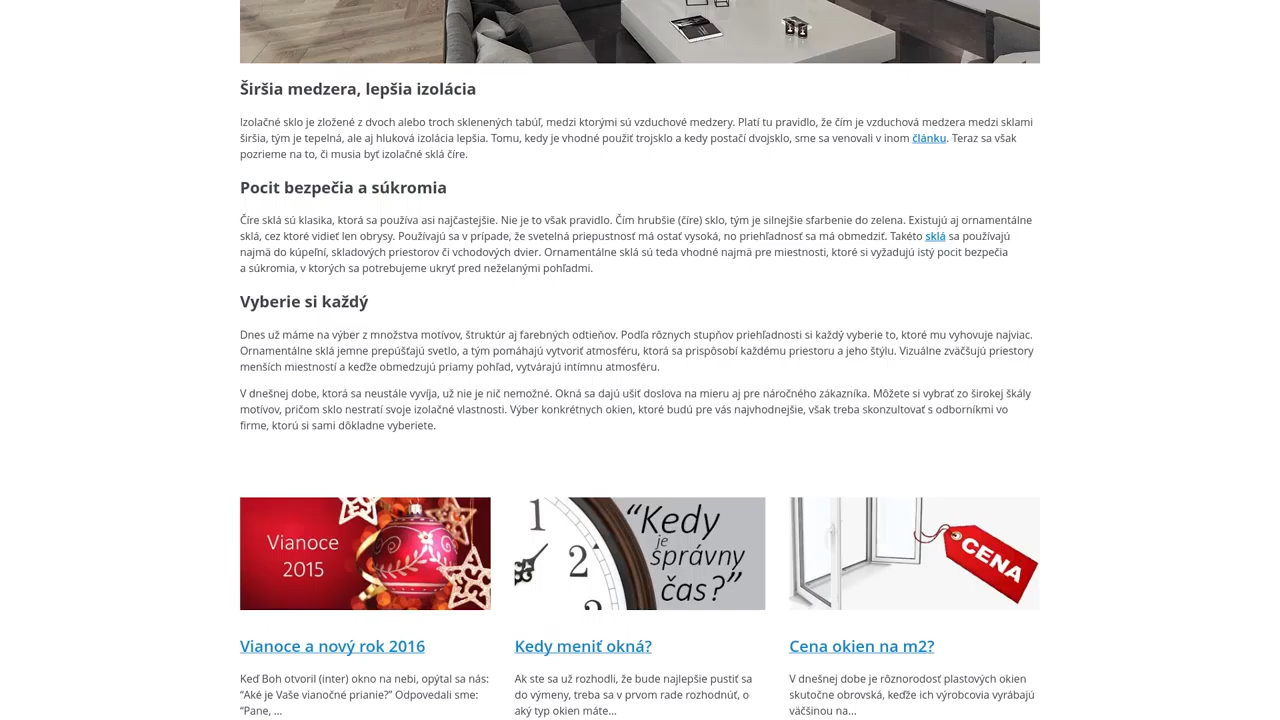 Širšia medzera, lepšia izolácia
Izolačné sklo je zložené z dvoch alebo troch sklenených tabúľ, medzi ktorými sú vzduchové medzery. Platí tu pravidlo, že čím je vzduchová medzera medzi sklami
širšia, tým je tepelná, ale aj hluková izolácia lepšia. Tomu, kedy je vhodné použiť trojsklo a kedy postačí dvojsklo, sme sa venovali v inom článku. Teraz sa však
pozrieme na to, či musia byť izolačné sklá číre.
Pocit bezpečia a súkromia
Číre sklá sú klasika, ktorá sa používa asi najčastejšie. Nie je to však pravidlo. Čím hrubšie (číre) sklo, tým je silnejšie sfarbenie do zelena. Existujú aj ornamentálne
sklá, cez ktoré vidieť len obrysy. Používajú sa v prípade, že svetelná priepustnosť má ostať vysoká, no priehľadnosť sa má obmedziť. Takéto sklá sa používajú
najmä do kúpeľní, skladových priestorov či vchodových dvier. Ornamentálne sklá sú teda vhodné najmä pre miestnosti, ktoré si vyžadujú istý pocit bezpečia
a súkromia, v ktorých sa potrebujeme ukryť pred neželanými pohľadmi.
Vyberie si každý
Dnes už máme na výber z množstva motívov, štruktúr aj farebných odtieňov. Podľa rôznych stupňov priehľadnosti si každý vyberie to, ktoré mu vyhovuje najviac.
Ornamentálne sklá jemne prepúšťajú svetlo, a tým pomáhajú vytvoriť atmosféru, ktorá sa prispôsobí každému priestoru a jeho štýlu. Vizuálne zväčšujú priestory
menších miestností a keďže obmedzujú priamy pohľad, vytvárajú intímnu atmosféru.
V dnešnej dobe, ktorá sa neustále vyvíja, už nie je nič nemožné. Okná sa dajú ušiť doslova na mieru aj pre náročného zákazníka. Môžete si vybrať zo širokej škály
motívov, pričom sklo nestratí svoje izolačné vlastnosti. Výber konkrétnych okien, ktoré budú pre vás najvhodnejšie, však treba skonzultovať s odborníkmi vo
firme, ktorú si sami dôkladne vyberiete.
Vianoce
2015
1
2
3
“Kedy
je
správny
čas?”
CENA
Vianoce a nový rok 2016
Keď Boh otvoril (inter) okno na nebi, opýtal sa nás:
“Aké je Vaše vianočné prianie?” Odpovedali sme:
“Pane, ...
Kedy meniť okná?
Ak ste sa už rozhodli, že bude najlepšie pustiť sa
do výmeny, treba sa v prvom rade rozhodnúť, o
aký typ okien máte...
Cena okien na m2?
V dnešnej dobe je rôznorodosť plastových okien
skutočne obrovská, keďže ich výrobcovia vyrábajú
väčšinou na...